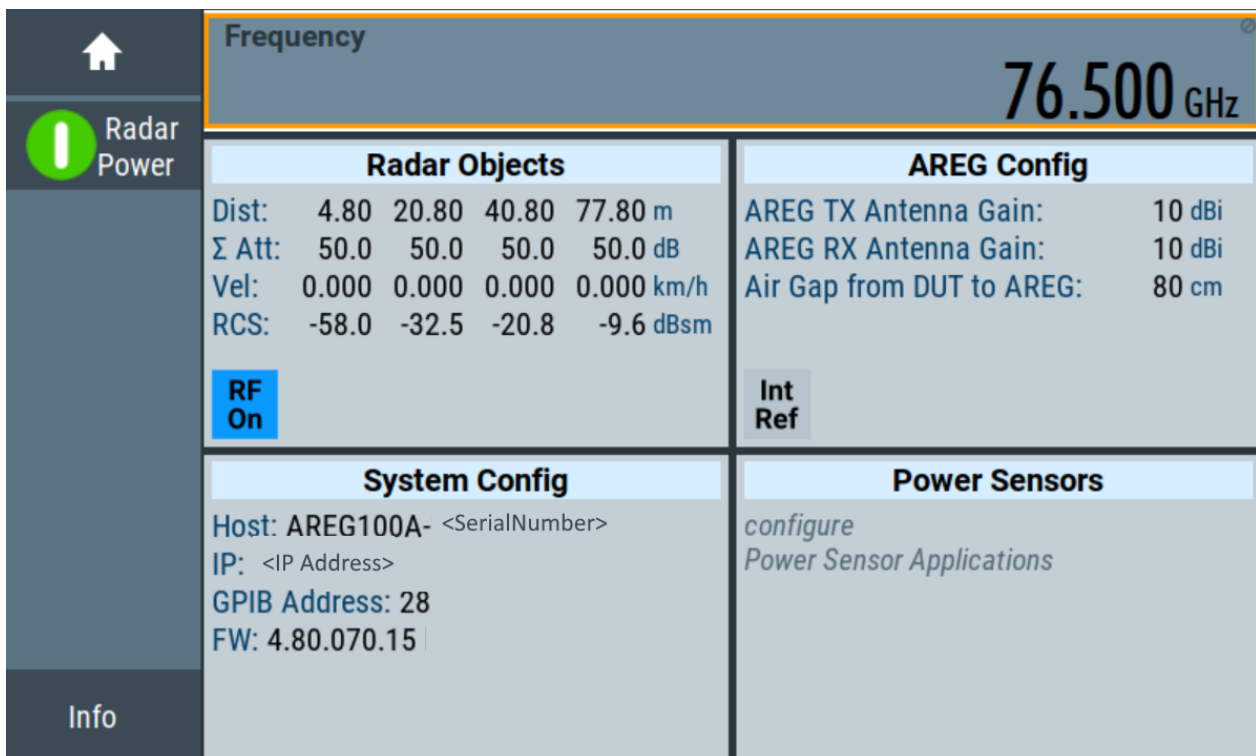 Frequency
76.500 GHz
Radar
Power
Radar Objects
Dist: 4.80 20.80 40.80 77.80 m
Σ Att: 50.0 50.0 50.0 50.0 dB
Vel: 0.000 0.000 0.000 0.000 km/h
RCS: -58.0 -32.5 -20.8 -9.6 dBsm
RF
On
AREG Config
AREG TX Antenna Gain: 10 dBi
AREG RX Antenna Gain: 10 dBi
Air Gap from DUT to AREG: 80 cm
Int
Ref
System Config
Host: AREG100A- <SerialNumber>
IP: <IP Address>
GPIB Address: 28
FW: 4.80.070.15
Power Sensors
configure
Power Sensor Applications
Info